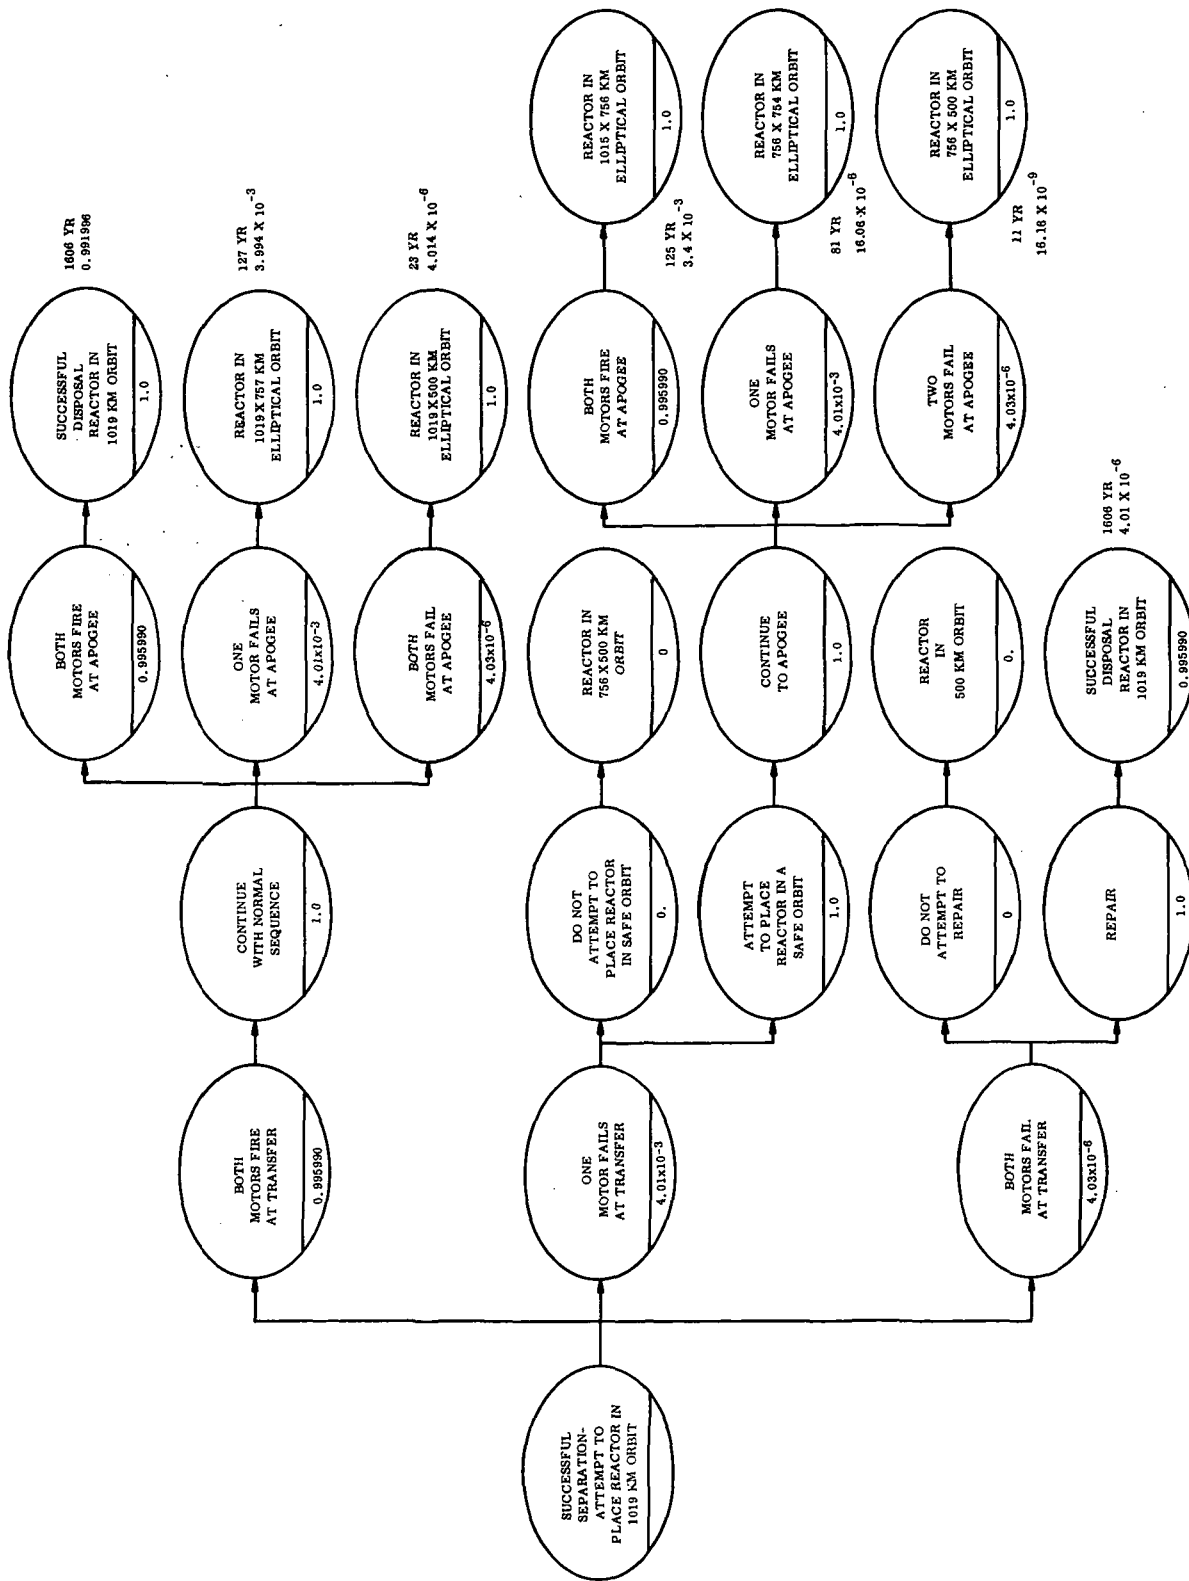 SUCCESSFUL
SEPARATION-
ATTEMPT TO
PLACE REACTOR IN
1019 KM ORBIT
BOTH
MOTORS FIRE
AT TRANSFER
0.995990
CONTINUE
WITH NORMAL
SEQUENCE
1.0
BOTH
MOTORS FIRE
AT APOGEE
0.995990
SUCCESSFUL
DISPOSAL
REACTOR IN
1019 KM ORBIT
1.0
1606 YR
0.991996
ONE
MOTOR FAILS
AT APOGEE
4.01x10-3
REACTOR IN
1019 X 757 KM
ELLIPTICAL ORBIT
1.0
127 YR
3.994 X 10-3
BOTH
MOTORS FAIL
AT APOGEE
4.03x10-6
REACTOR IN
1019 X 500 KM
ELLIPTICAL ORBIT
1.0
23 YR
4.014 X 10-6
ONE
MOTOR FAILS
AT TRANSFER
4.01x10-3
DO NOT
ATTEMPT TO
PLACE REACTOR
IN SAFE ORBIT
0.
REACTOR IN
756 X 500 KM
ORBIT
0
ATTEMPT
TO PLACE
REACTOR IN A
SAFE ORBIT
1.0
CONTINUE
TO APOGEE
1.0
BOTH
MOTORS FIRE
AT APOGEE
0.995990
REACTOR IN
1015 X 756 KM
ELLIPTICAL ORBIT
1.0
125 YR
3.4 X 10-3
ONE
MOTOR FAILS
AT APOGEE
4.01x10-3
REACTOR IN
756 X 754 KM
ELLIPTICAL ORBIT
1.0
81 YR
16.06 X 10-6
TWO
MOTORS FAIL
AT APOGEE
4.03x10-6
REACTOR IN
756 X 500 KM
ELLIPTICAL ORBIT
1.0
11 YR
16.16 X 10-9
BOTH
MOTORS FAIL
AT TRANSFER
4.03x10-6
DO NOT
ATTEMPT TO
REPAIR
0
REACTOR
IN
500 KM ORBIT
0.
REPAIR
1.0
SUCCESSFUL
DISPOSAL
REACTOR IN
1019 KM ORBIT
0.995990
1606 YR
4.01 X 10-6